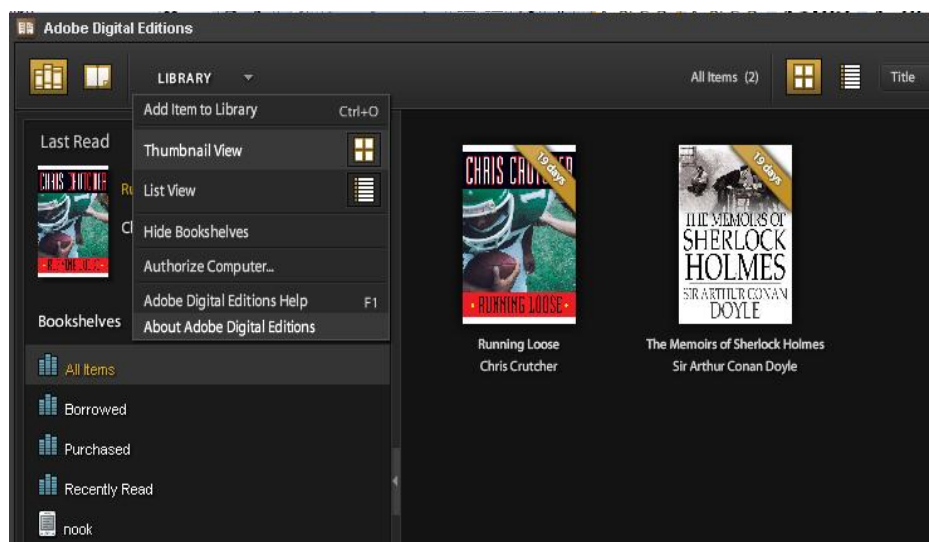 Adobe Digital Editions
LIBRARY
All Items (2)
Title
Add Item to Library Ctrl+O
Thumbnail View
List View
Hide Bookshelves
Authorize Computer...
Adobe Digital Editions Help F1
About Adobe Digital Editions
Last Read
Bookshelves
All Items
Borrowed
Purchased
Recently Read
nook
19 days
CHRIS
RUNNING LOOSE
Running Loose
Chris Crutcher
19 days
THE MEMOIRS OF
SHERLOCK
HOLMES
SIR ARTHUR CONAN
DOYLE
The Memoirs of Sherlock Holmes
Sir Arthur Conan Doyle